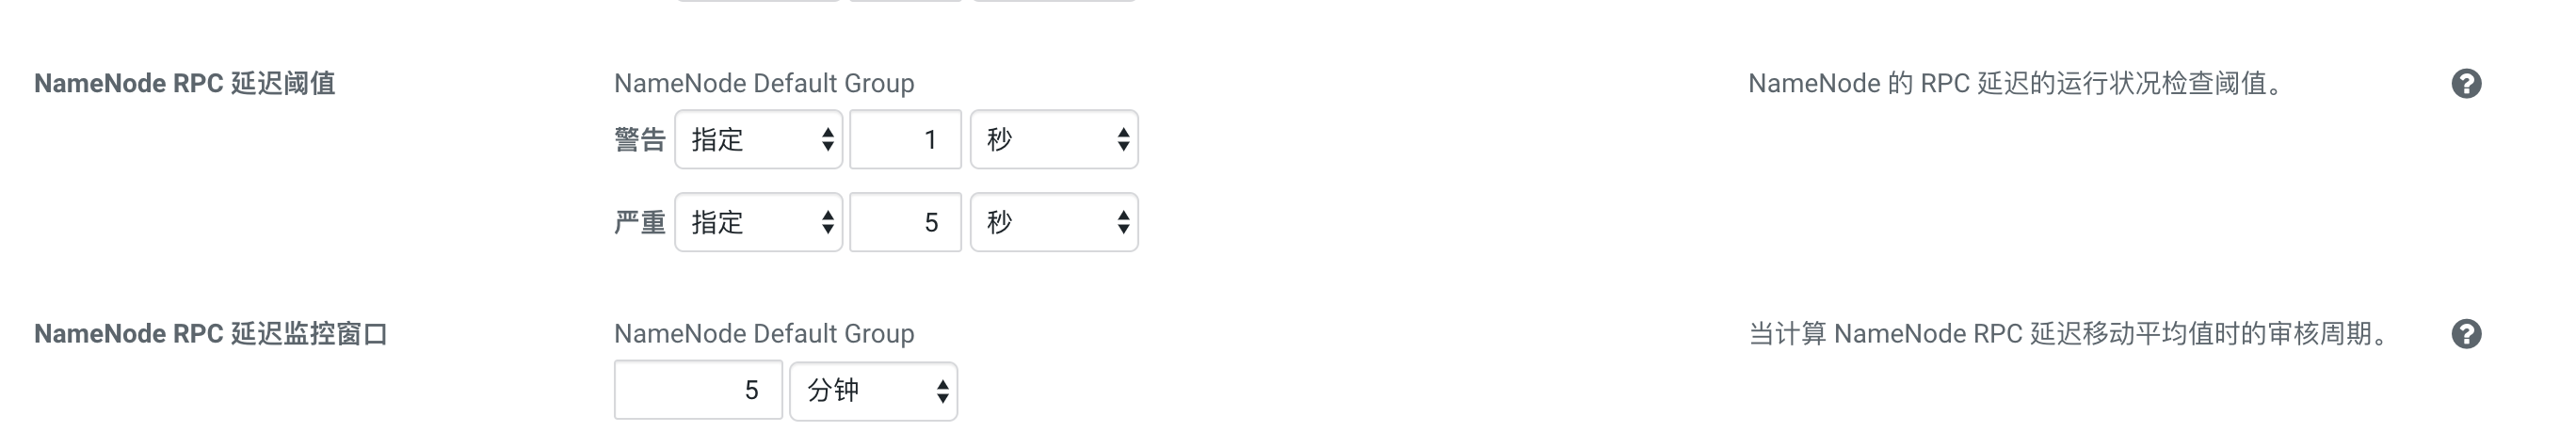 NameNode RPC 延迟阈值
NameNode Default Group
NameNode 的 RPC 延迟的运行状况检查阈值。
警告 指定 1 秒
严重 指定 5 秒
NameNode RPC 延迟监控窗口
NameNode Default Group
当计算 NameNode RPC 延迟移动平均值时的审核周期。
5 分钟